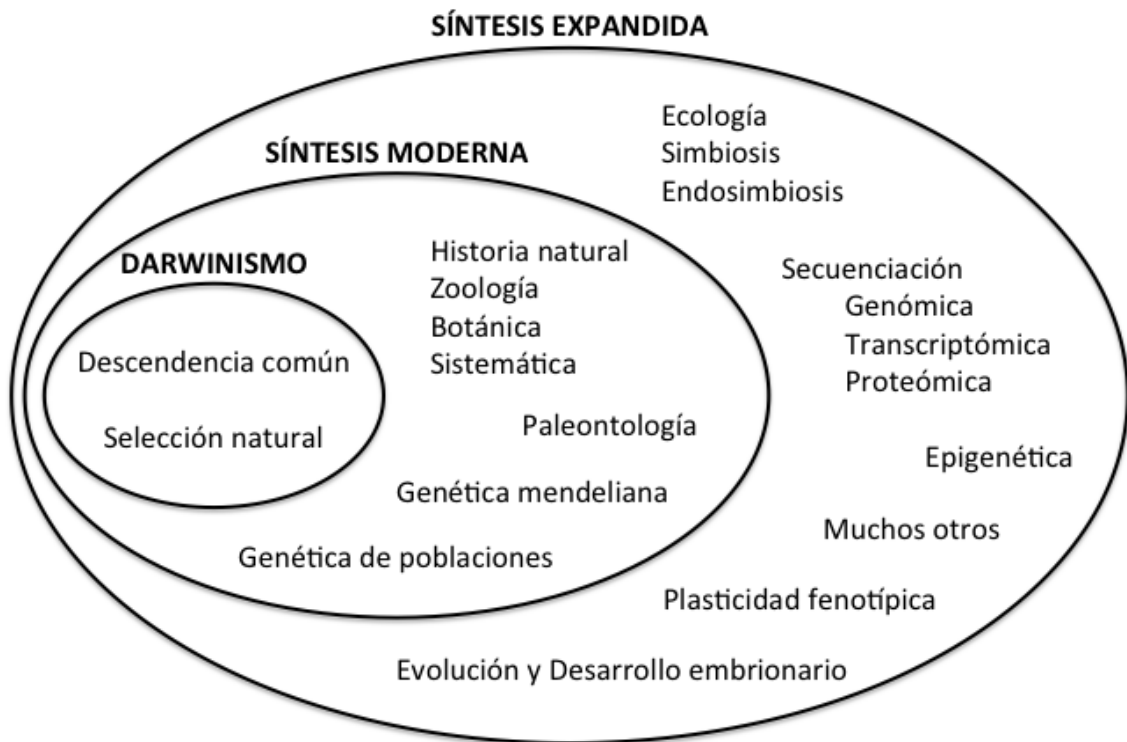 SÍNTESIS EXPANDIDA
Ecología
Simbiosis
Endosimbiosis
SÍNTESIS MODERNA
Historia natural
Zoología
Botánica
Sistemática
DARWINISMO
Secuenciación
Genómica
Transcriptómica
Proteómica
Descendencia común
Selección natural
Paleontología
Epigenética
Genética mendeliana
Muchos otros
Genética de poblaciones
Plasticidad fenotípica
Evolución y Desarrollo embrionario